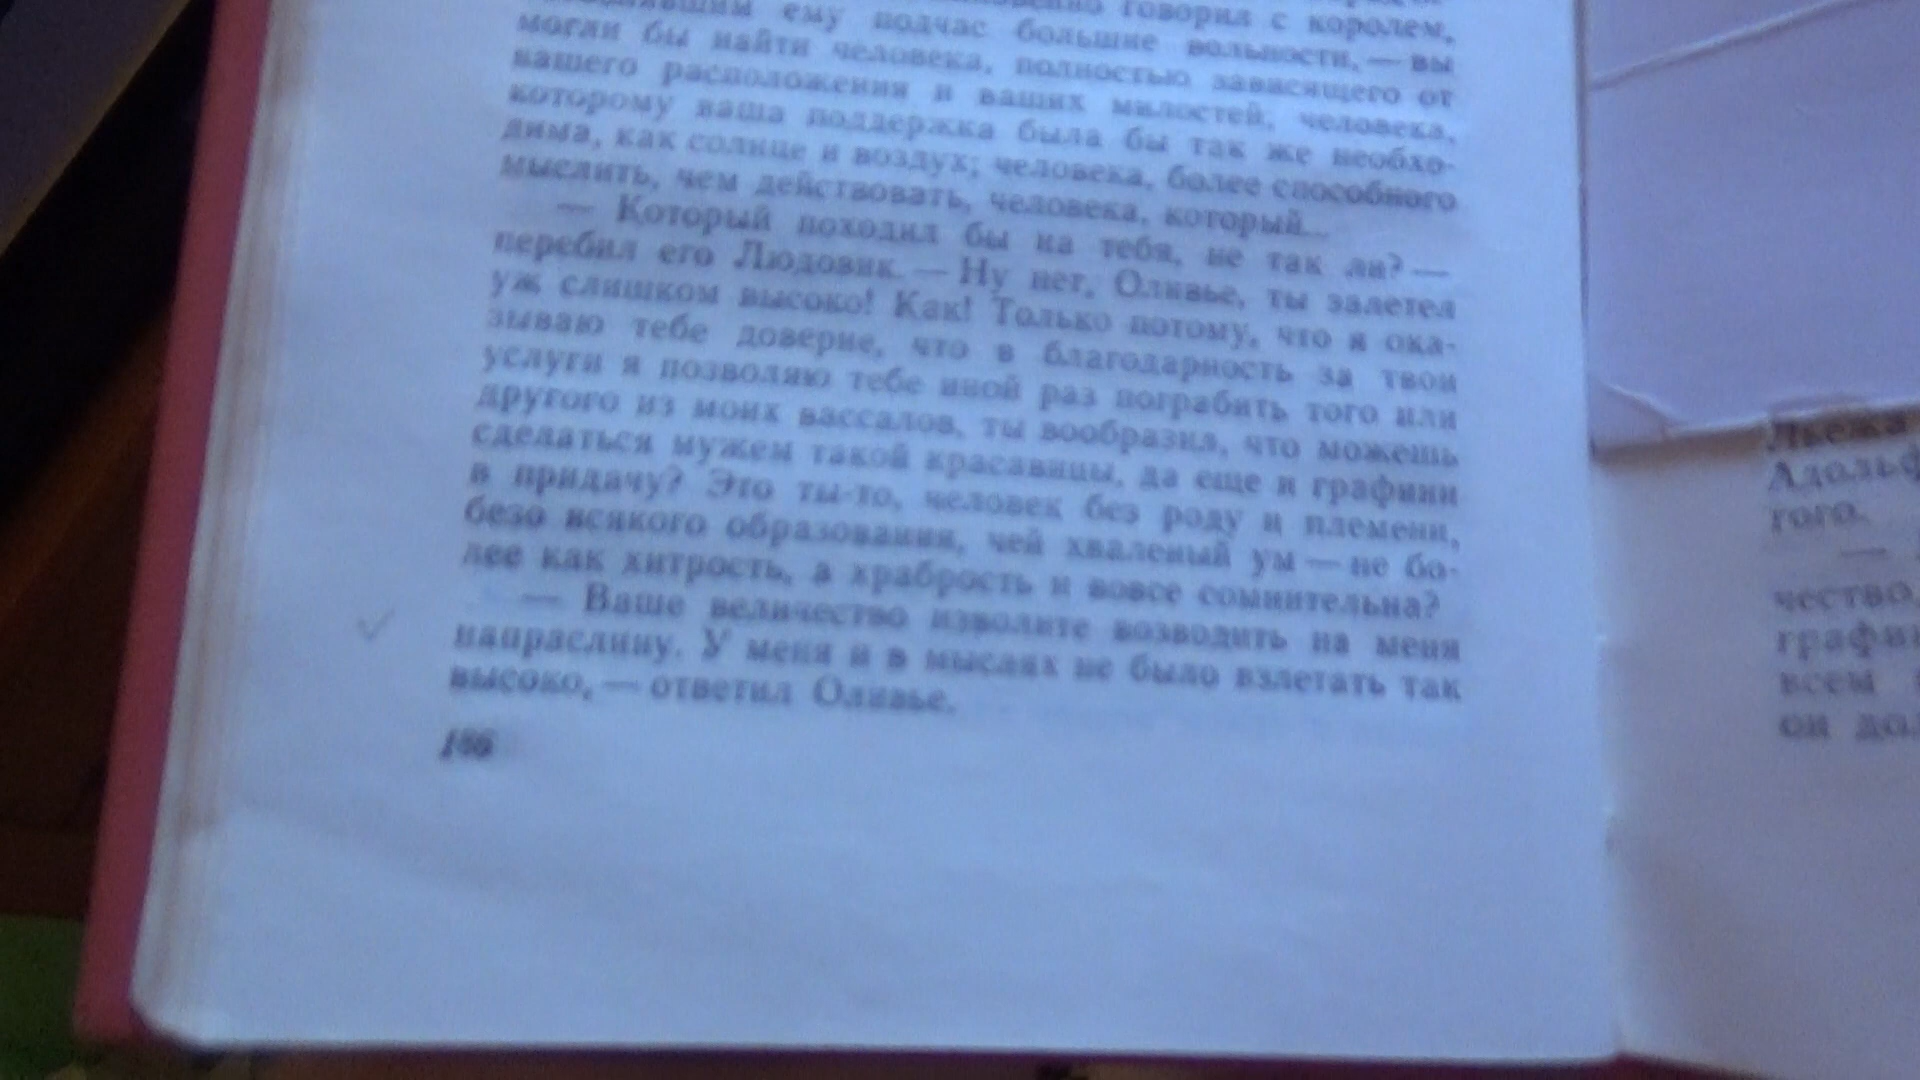 ему подчас большие вольности, — вы
говорил с королем,
могли бы найти человека, полностью зависящего от
вашего расположения и ваших милостей; человека,
которому ваша поддержка была бы так же необхо-
дима, как солнце и воздух; человека, более способного
мыслить, чем действовать, человека, который...
— Который походил бы на тебя, не так ли? —
перебил его Людовик. — Ну нет, Оливье, ты залетел
уж слишком высоко! Как! Только потому, что я ока-
зываю тебе доверие, что в благодарность за твои
услуги я позволяю тебе иной раз пограбить того или
другого из моих вассалов, ты вообразил, что можешь
сделаться мужем такой красавицы, да еще и графини
в придачу? Это ты-то, человек без роду и племени,
безо всякого образования, чей хваленый ум — не бо-
лее как хитрость, а храбрость и вовсе сомнительна?
— Ваше величество изволите возводить на меня
напраслину. У меня и в мыслях не было взлетать так
высоко, — ответил Оливье.
186
Льежа
Адольф
гого.
—
чество,
графи
всем
он до